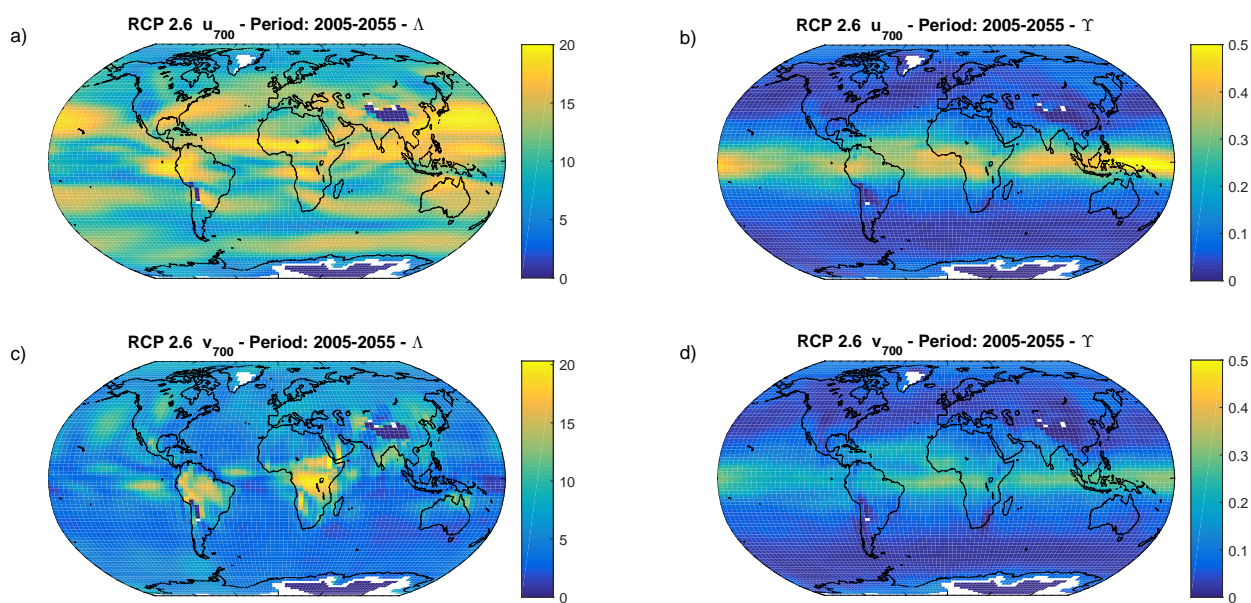 a)
RCP 2.6 u700 - Period: 2005-2055 - Λ
20
15
10
5
0
b)
RCP 2.6 u700 - Period: 2005-2055 - ϒ
0.5
0.4
0.3
0.2
0.1
0
c)
RCP 2.6 v700 - Period: 2005-2055 - Λ
20
15
10
5
0
d)
RCP 2.6 v700 - Period: 2005-2055 - ϒ
0.5
0.4
0.3
0.2
0.1
0